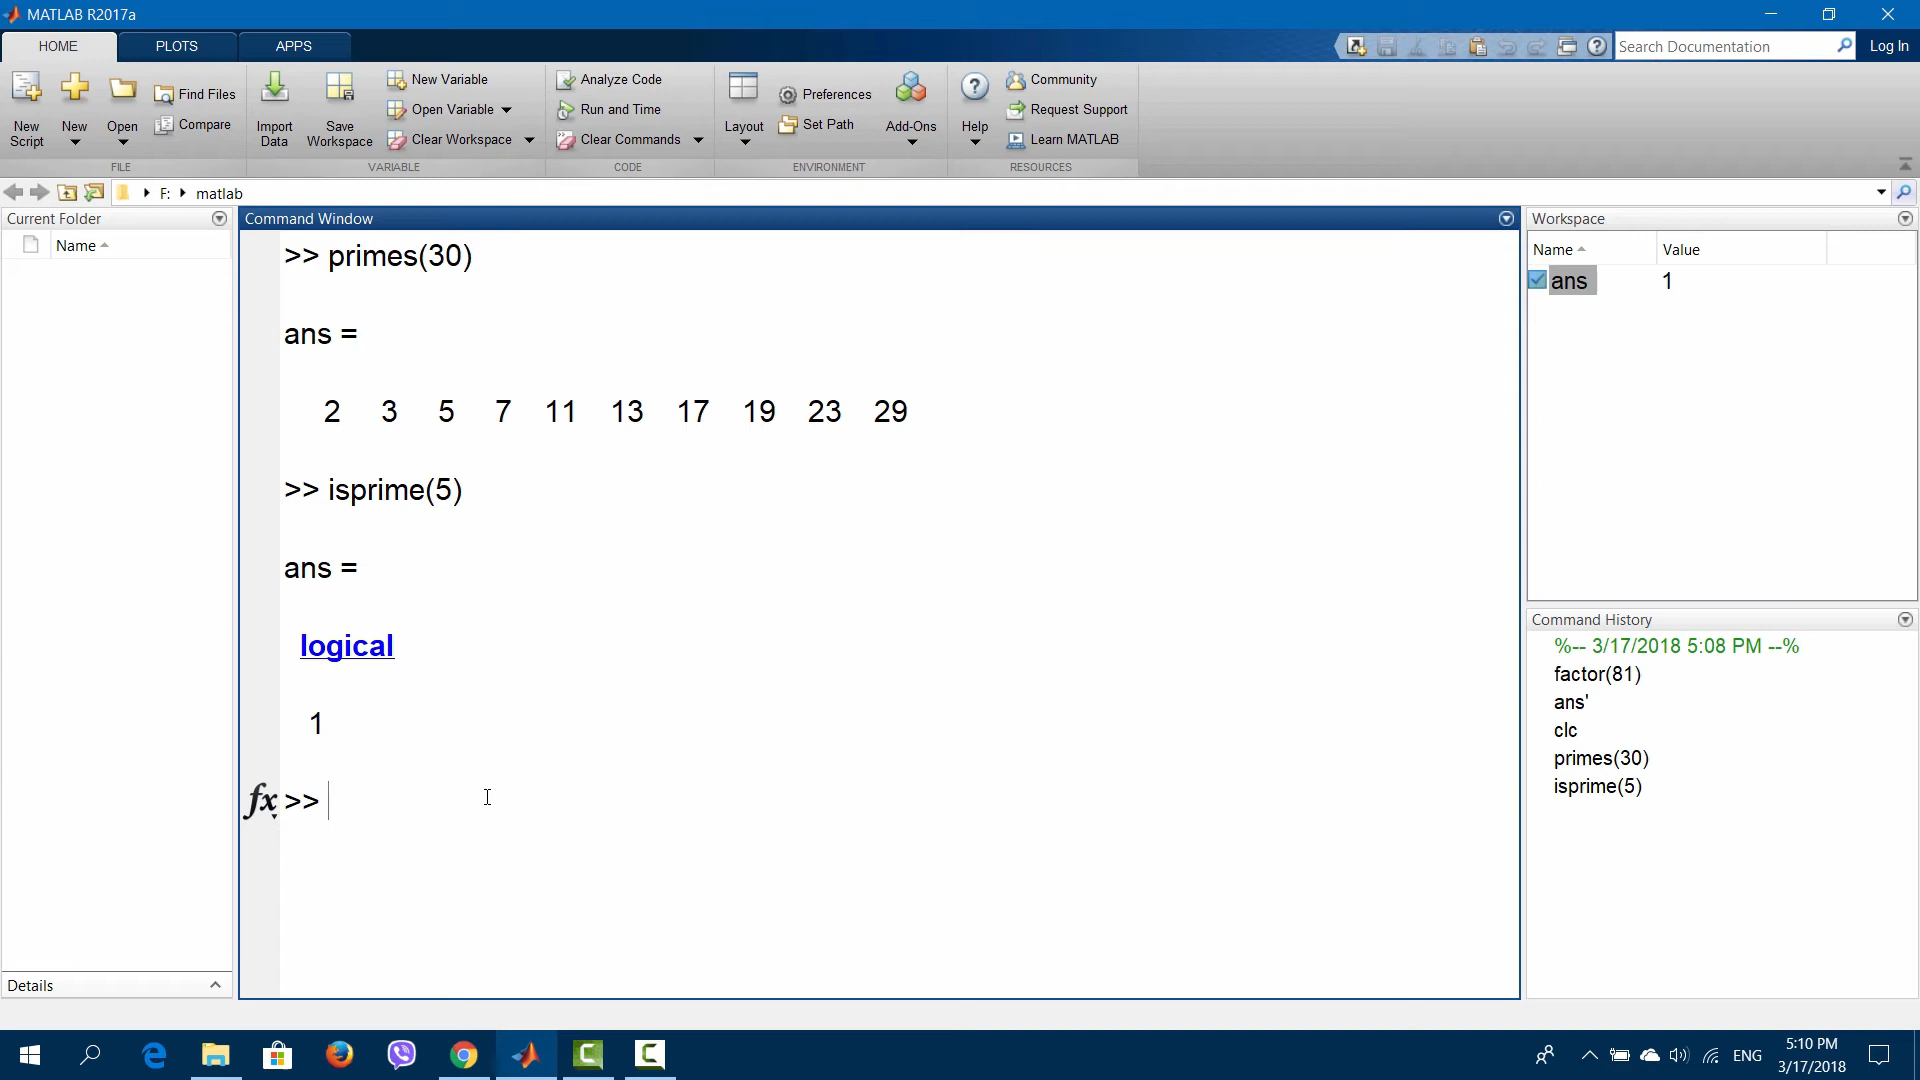 MATLAB R2017a
HOME PLOTS APPS
Search Documentation Log In
New Script
New
Open
Find Files
Compare
FILE
Import Data
Save Workspace
New Variable
Open Variable
Clear Workspace
VARIABLE
Analyze Code
Run and Time
Clear Commands
CODE
Layout
Preferences
Set Path
Add-Ons
ENVIRONMENT
Help
Community
Request Support
Learn MATLAB
RESOURCES
F: matlab
Current Folder
Name
Details
Command Window
>> primes(30)
ans =
2 3 5 7 11 13 17 19 23 29
>> isprime(5)
ans =
logical
1
fx >>
Workspace
Name Value
ans 1
Command History
%-- 3/17/2018 5:08 PM --%
factor(81)
ans'
clc
primes(30)
isprime(5)
ENG
5:10 PM
3/17/2018